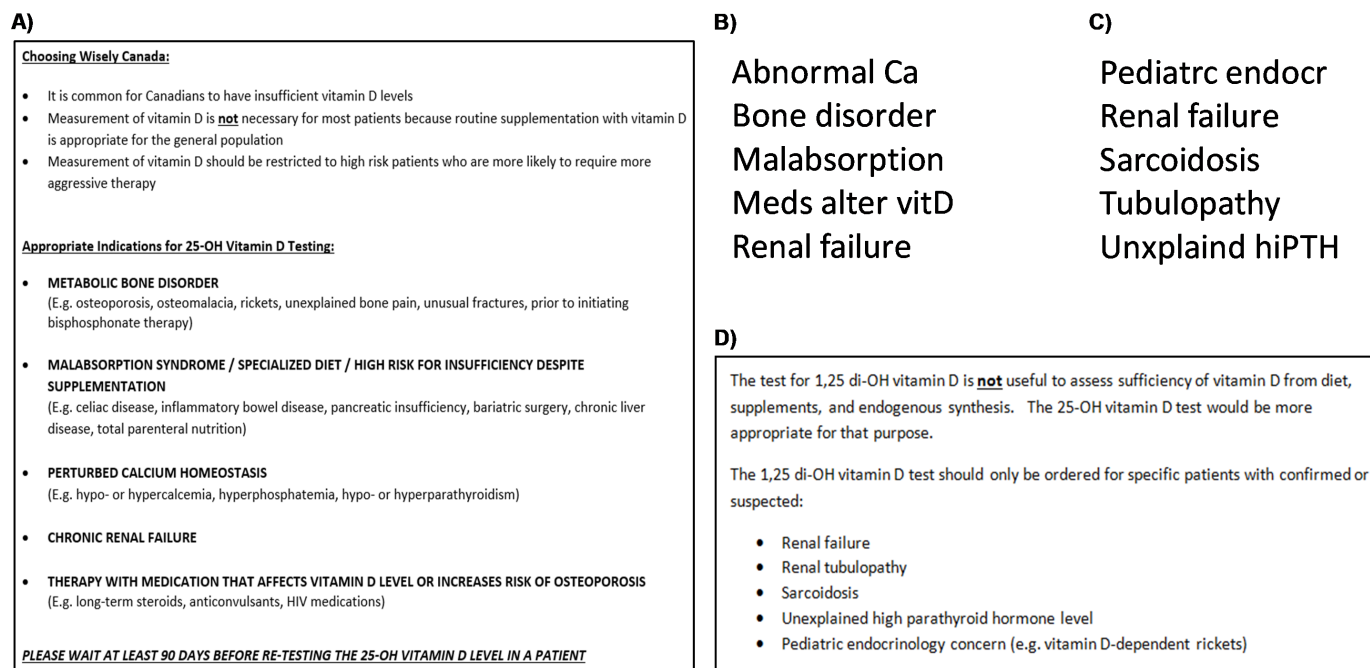 A)
Choosing Wisely Canada:
• It is common for Canadians to have insufficient vitamin D levels
• Measurement of vitamin D is not necessary for most patients because routine supplementation with vitamin D
is appropriate for the general population
• Measurement of vitamin D should be restricted to high risk patients who are more likely to require more
aggressive therapy
Appropriate Indications for 25-OH Vitamin D Testing:
• METABOLIC BONE DISORDER
(E.g. osteoporosis, osteomalacia, rickets, unexplained bone pain, unusual fractures, prior to initiating
bisphosphonate therapy)
• MALABSORPTION SYNDROME / SPECIALIZED DIET / HIGH RISK FOR INSUFFICIENCY DESPITE
SUPPLEMENTATION
(E.g. celiac disease, inflammatory bowel disease, pancreatic insufficiency, bariatric surgery, chronic liver
disease, total parenteral nutrition)
• PERTURBED CALCIUM HOMEOSTASIS
(E.g. hypo- or hypercalcemia, hyperphosphatemia, hypo- or hyperparathyroidism)
• CHRONIC RENAL FAILURE
• THERAPY WITH MEDICATION THAT AFFECTS VITAMIN D LEVEL OR INCREASES RISK OF OSTEOPOROSIS
(E.g. long-term steroids, anticonvulsants, HIV medications)
PLEASE WAIT AT LEAST 90 DAYS BEFORE RE-TESTING THE 25-OH VITAMIN D LEVEL IN A PATIENT
B)
Abnormal Ca
Bone disorder
Malabsorption
Meds alter vitD
Renal failure
C)
Pediatrc endocr
Renal failure
Sarcoidosis
Tubulopathy
Unxplaind hiPTH
D)
The test for 1,25 di-OH vitamin D is not useful to assess sufficiency of vitamin D from diet,
supplements, and endogenous synthesis. The 25-OH vitamin D test would be more
appropriate for that purpose.
The 1,25 di-OH vitamin D test should only be ordered for specific patients with confirmed or
suspected:
• Renal failure
• Renal tubulopathy
• Sarcoidosis
• Unexplained high parathyroid hormone level
• Pediatric endocrinology concern (e.g. vitamin D-dependent rickets)